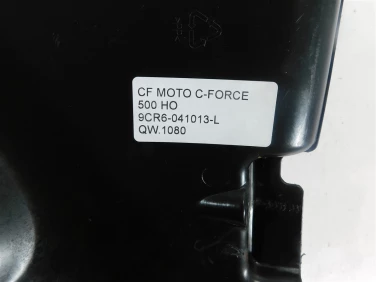 CF MOTO C-FORCE
500 HO
9CR6-041013-L
QW.1080